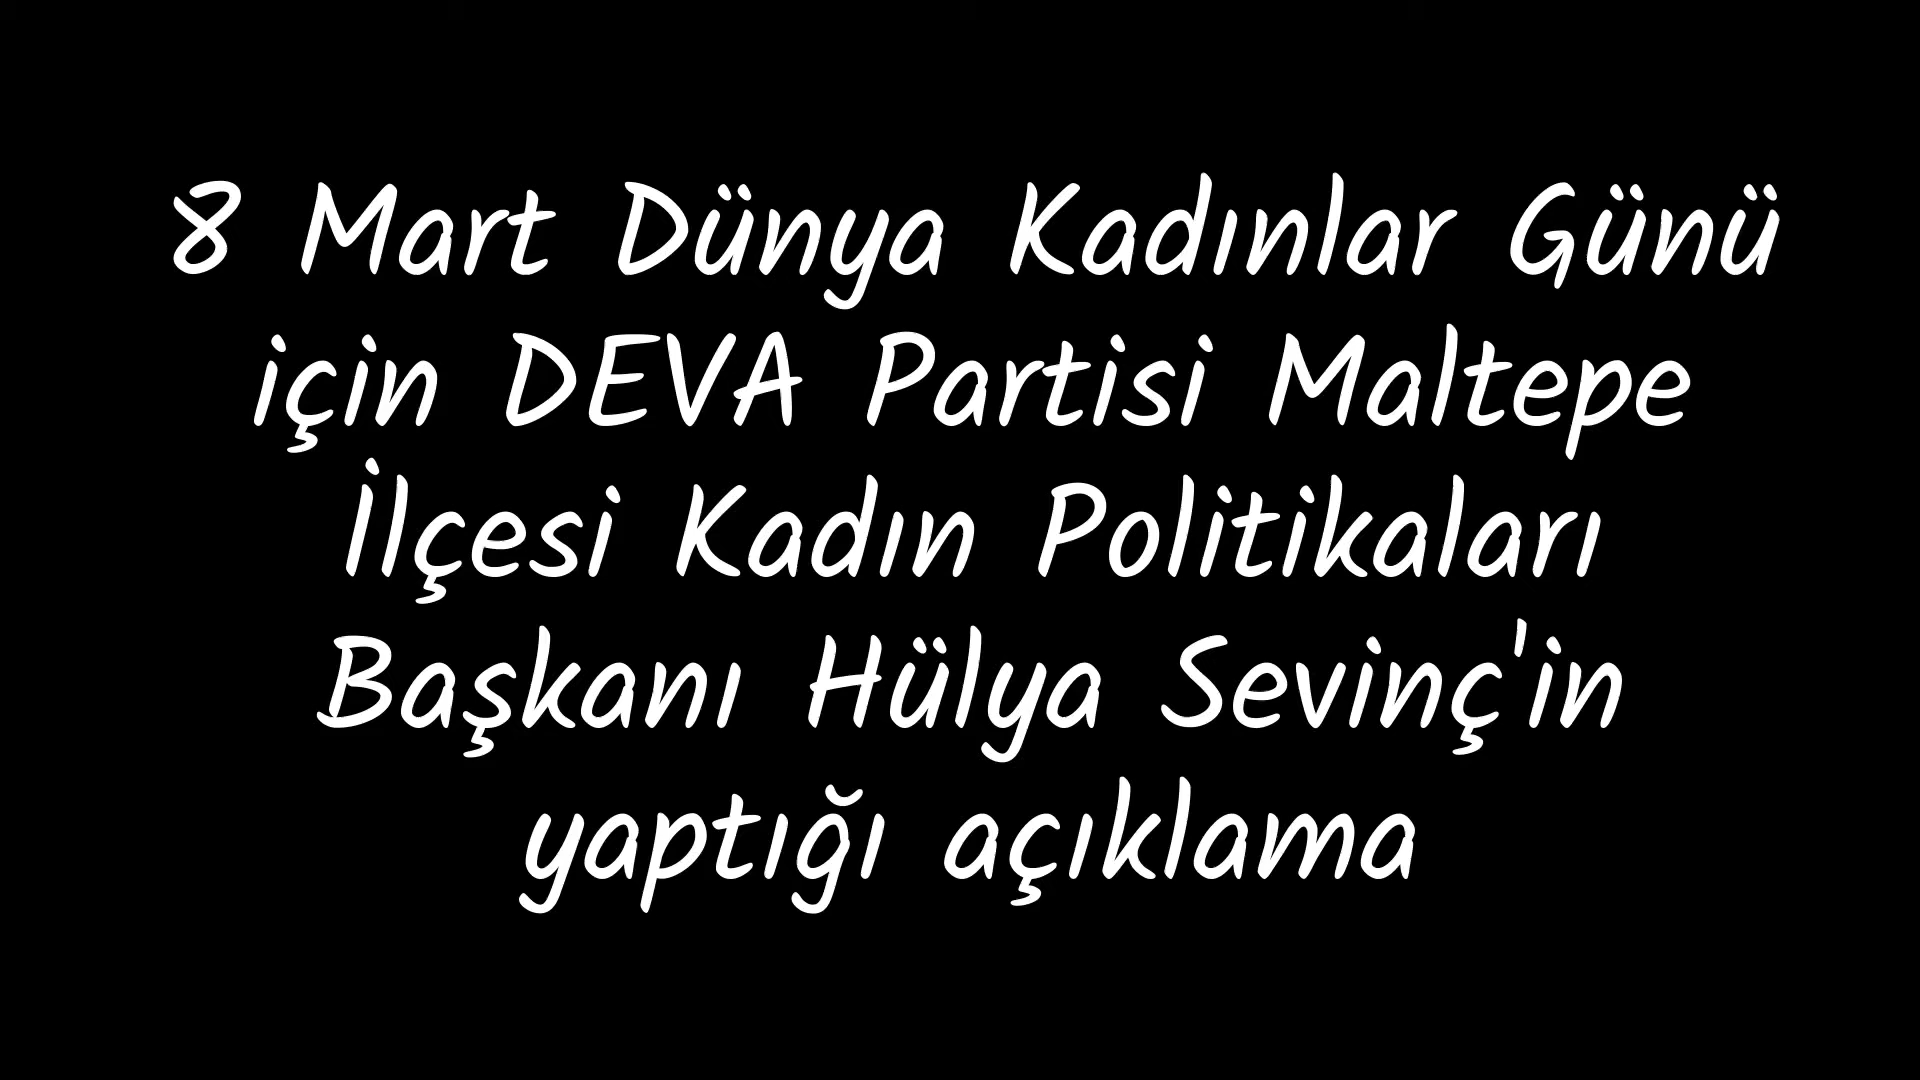 8 Mart Dünya Kadınlar Günü
için DEVA Partisi Maltepe
İlçesi Kadın Politikaları
Başkanı Hülya Sevinç'in
yaptığı açıklama